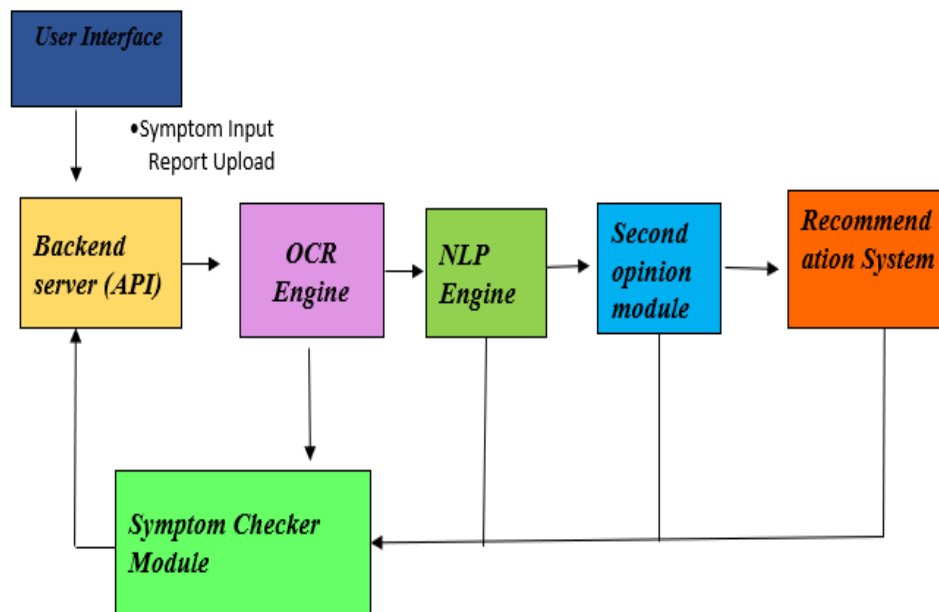 User Interface
•Symptom Input
Report Upload
Backend
server (API)
OCR
Engine
NLP
Engine
Second
opinion
module
Recommend
ation System
Symptom Checker
Module